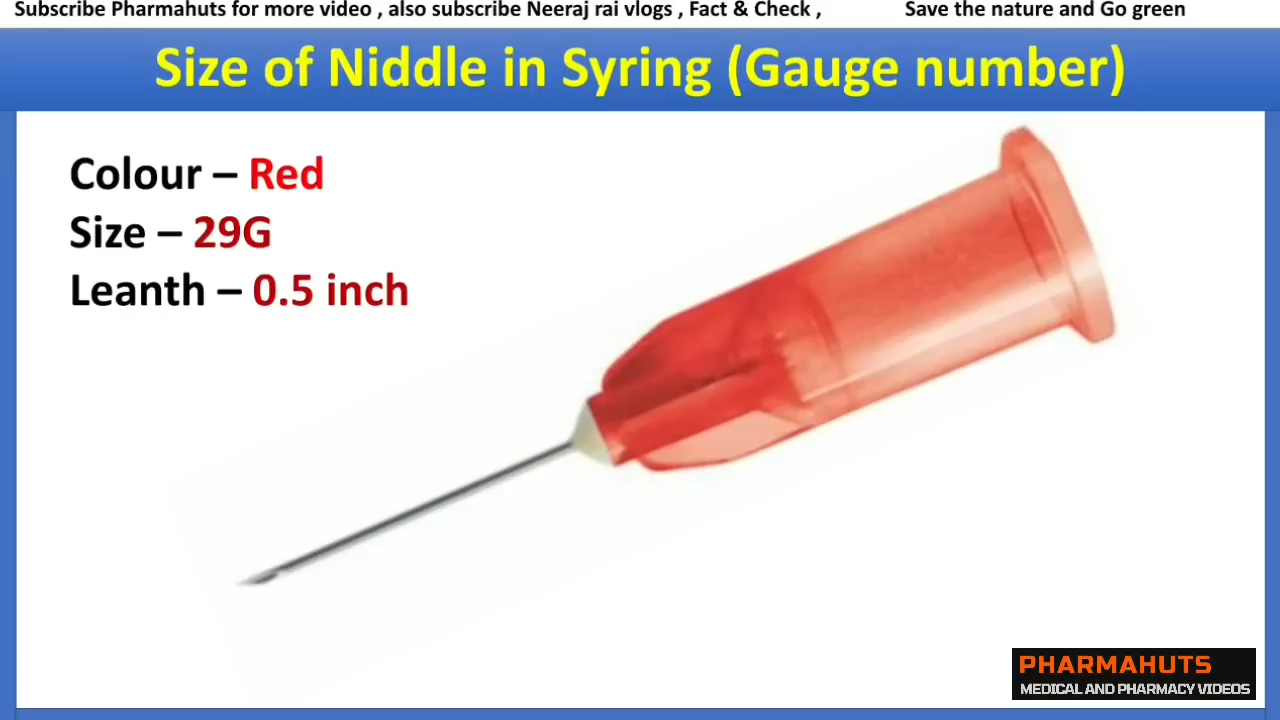 Subscribe Pharmahuts for more video , also subscribe Neeraj rai vlogs , Fact & Check , Save the nature and Go green
Size of Niddle in Syring (Gauge number)
Colour – Red
Size – 29G
Leanth – 0.5 inch
PHARMAHUTS
MEDICAL AND PHARMACY VIDEOS